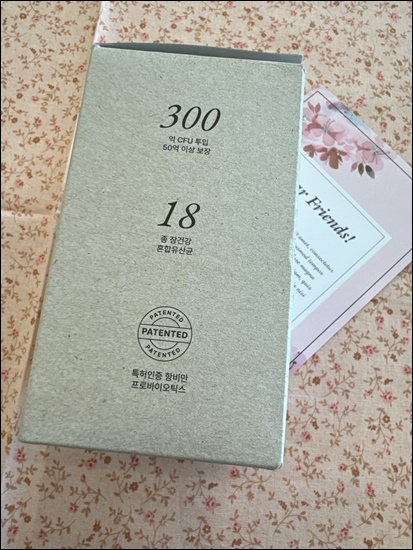 300
억 CFU 투입
50억 이상 보장
18
종 장건강
혼합유산균
PATENTED
PATENTED
PATENTED
특허인증 항비만
프로바이오틱스
r Friends!